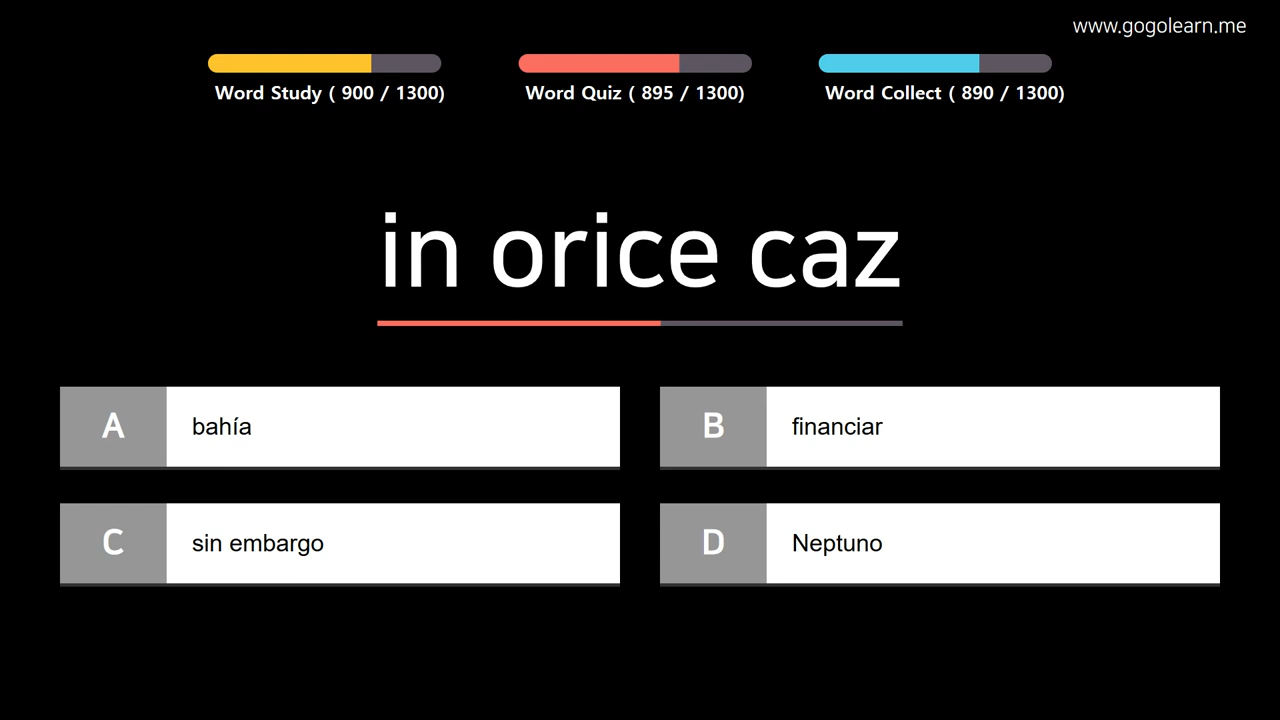 www.gogolearn.me
Word Study ( 900 / 1300)
Word Quiz ( 895 / 1300)
Word Collect ( 890 / 1300)
in orice caz
A bahía
B financiar
C sin embargo
D Neptuno